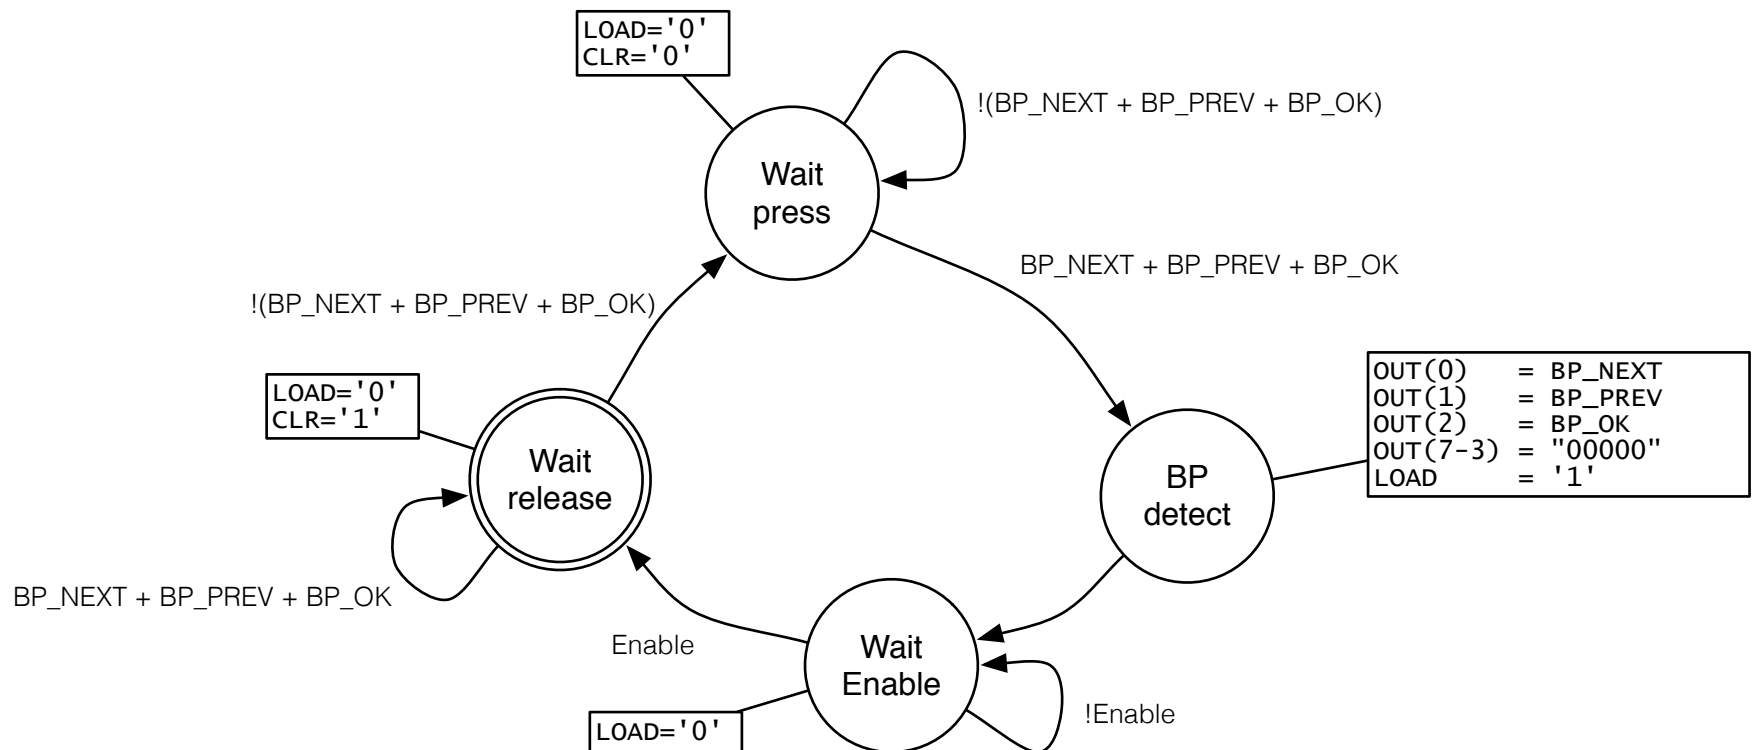 LOAD='0'
CLR='0'
!(BP_NEXT + BP_PREV + BP_OK)
Wait
press
BP_NEXT + BP_PREV + BP_OK
!(BP_NEXT + BP_PREV + BP_OK)
LOAD='0'
CLR='1'
OUT(0) = BP_NEXT
OUT(1) = BP_PREV
OUT(2) = BP_OK
OUT(7-3) = "00000"
LOAD = '1'
Wait
release
BP
detect
BP_NEXT + BP_PREV + BP_OK
Enable
Wait
Enable
!Enable
LOAD='0'